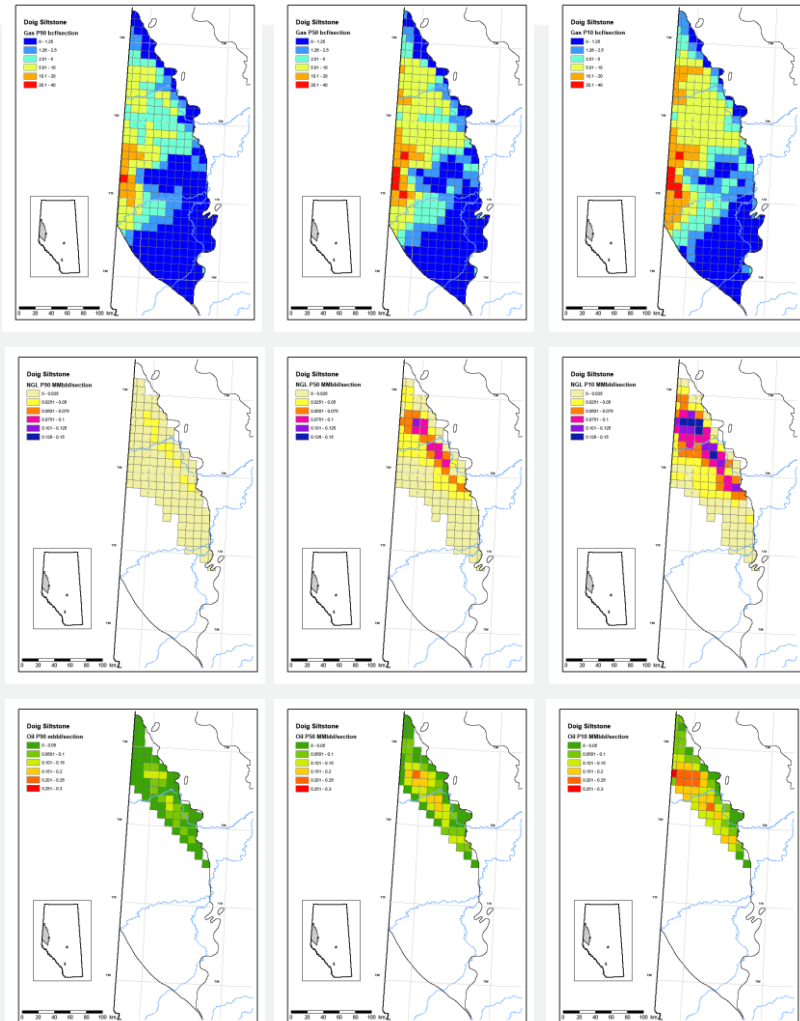 Doig Siltstone
Gas P90 bcf/section
0 - 1.25
1.26 - 2.5
2.51 - 5
5.01 - 10
10.1 - 20
20.1 - 40
0 20 40 60 80 100 km
Doig Siltstone
Gas P50 bcf/section
0 - 1.25
1.26 - 2.5
2.51 - 5
5.01 - 10
10.1 - 20
20.1 - 40
0 20 40 60 80 100 km
Doig Siltstone
Gas P10 bcf/section
0 - 1.25
1.26 - 2.5
2.51 - 5
5.01 - 10
10.1 - 20
20.1 - 40
0 20 40 60 80 100 km
Doig Siltstone
NGL P90 MMbbl/section
0 - 0.025
0.0251 - 0.05
0.0501 - 0.075
0.0751 - 0.1
0.101 - 0.125
0.126 - 0.15
0 20 40 60 80 100 km
Doig Siltstone
NGL P50 MMbbl/section
0 - 0.025
0.0251 - 0.05
0.0501 - 0.075
0.0751 - 0.1
0.101 - 0.125
0.126 - 0.15
0 20 40 60 80 100 km
Doig Siltstone
NGL P10 MMbbl/section
0 - 0.025
0.0251 - 0.05
0.0501 - 0.075
0.0751 - 0.1
0.101 - 0.125
0.126 - 0.15
0 20 40 60 80 100 km
Doig Siltstone
Oil P90 mbbl/section
0 - 0.05
0.0501 - 0.1
0.101 - 0.15
0.151 - 0.2
0.201 - 0.25
0.251 - 0.3
0 20 40 60 80 100 km
Doig Siltstone
Oil P50 MMbbl/section
0 - 0.05
0.0501 - 0.1
0.101 - 0.15
0.151 - 0.2
0.201 - 0.25
0.251 - 0.3
0 20 40 60 80 100 km
Doig Siltstone
Oil P10 MMbbl/section
0 - 0.05
0.0501 - 0.1
0.101 - 0.15
0.151 - 0.2
0.201 - 0.25
0.251 - 0.3
0 20 40 60 80 100 km